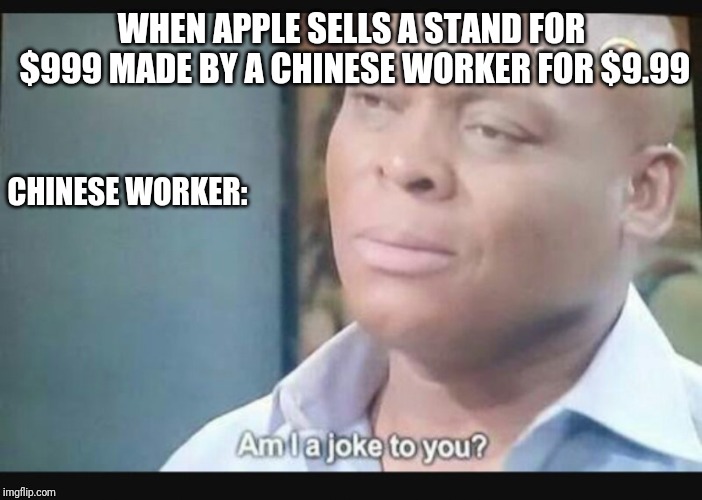 WHEN APPLE SELLS A STAND FOR
$999 MADE BY A CHINESE WORKER FOR $9.99
CHINESE WORKER:
Am I a joke to you?
imgflip.com